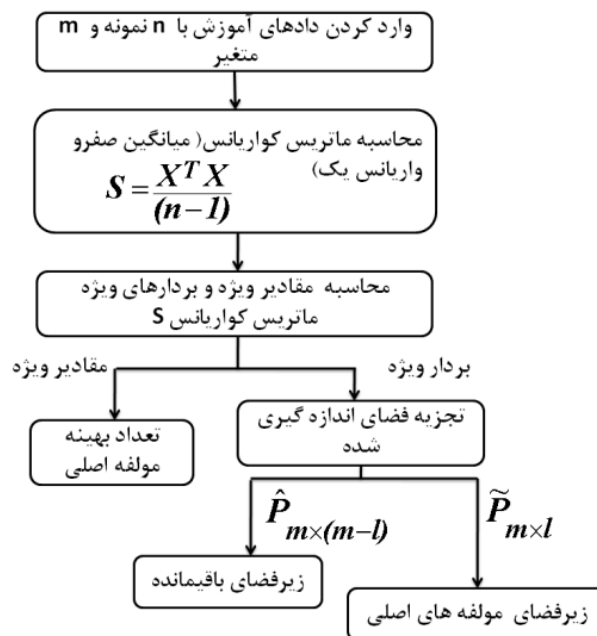 وارد کردن دادهای آموزش با n نمونه و m
متغیر
محاسبه ماتریس کواریانس( میانگین صفرو
واریانس یک)
S = X^T X / (n-1)
محاسبه مقادیر ویژه و بردارهای ویژه
ماتریس کواریانس S
بردار ویژه
مقادیر ویژه
تجزیه فضای اندازه گیری
شده
تعداد بهینه
مولفه اصلی
P̃ m×l
P̂ m×(m-l)
زیرفضای مولفه های اصلی
زیرفضای باقیمانده